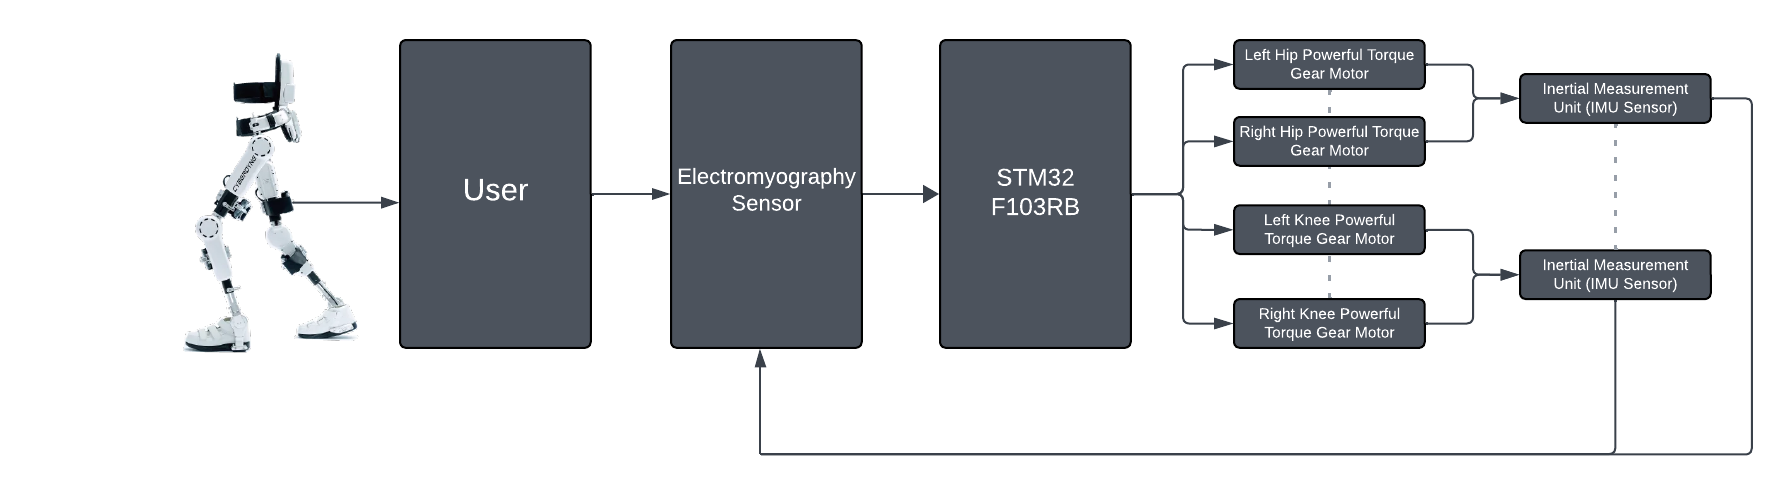 CYBERDYNE
User
Electromyography
Sensor
STM32
F103RB
Left Hip Powerful Torque
Gear Motor
Right Hip Powerful Torque
Gear Motor
Left Knee Powerful
Torque Gear Motor
Right Knee Powerful
Torque Gear Motor
Inertial Measurement
Unit (IMU Sensor)
Inertial Measurement
Unit (IMU Sensor)